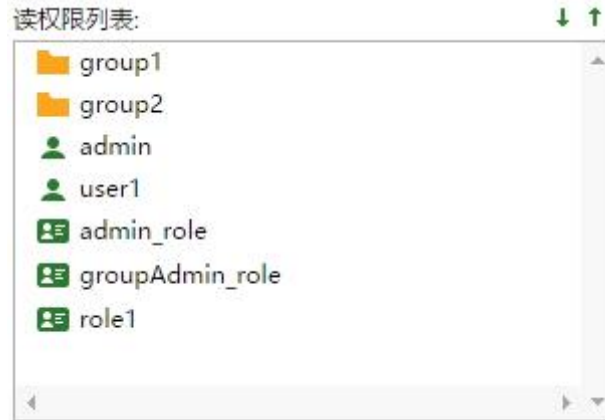 读权限列表:
group1
group2
admin
user1
admin_role
groupAdmin_role
role1